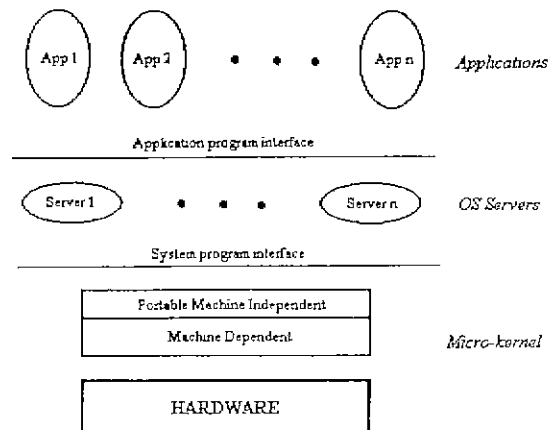 App 1 App 2 App n Applications
Application program interface
Server 1 Server n OS Servers
System program interface
Portable Machine Independent
Machine Dependent
Micro-kernel
HARDWARE